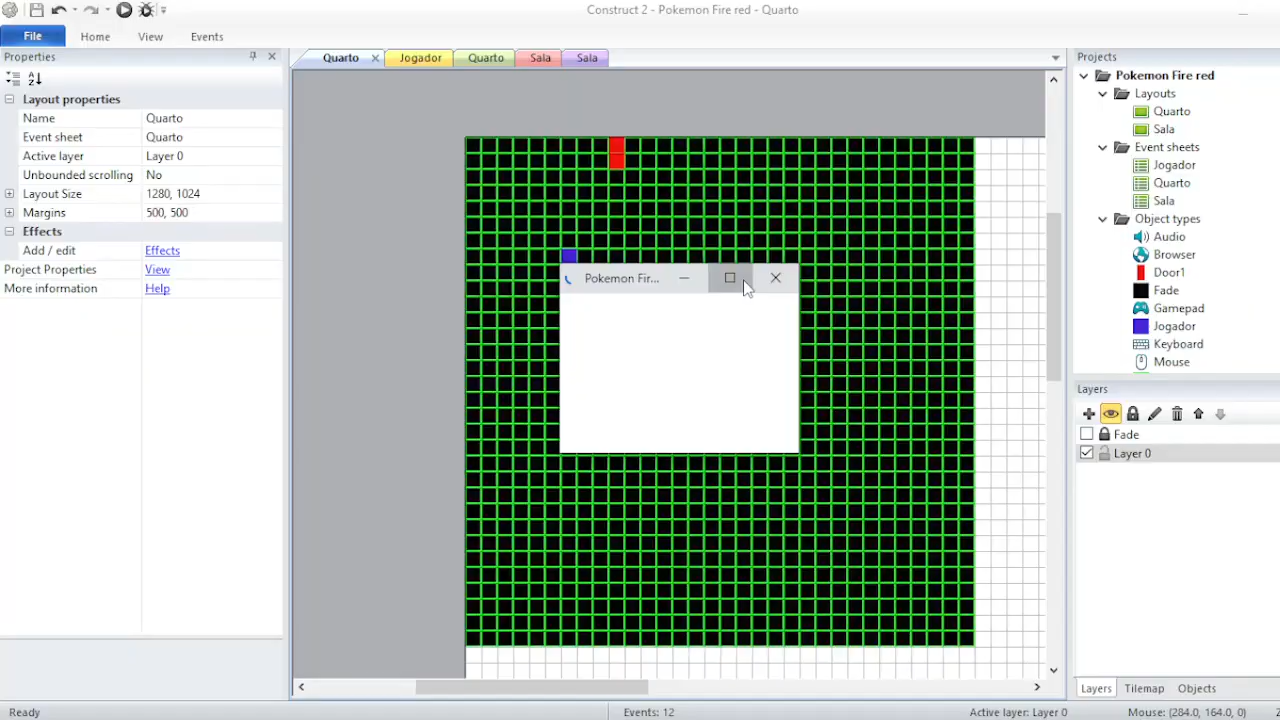 Construct 2 - Pokemon Fire red - Quarto
File
Home
View
Events
Properties
Layout properties
Name Quarto
Event sheet Quarto
Active layer Layer 0
Unbounded scrolling No
Layout Size 1280, 1024
Margins 500, 500
Effects
Add / edit Effects
Project Properties View
More information Help
Quarto
Jogador
Quarto
Sala
Sala
Pokemon Fir...
Projects
Pokemon Fire red
Layouts
Quarto
Sala
Event sheets
Jogador
Quarto
Sala
Object types
Audio
Browser
Door1
Fade
Gamepad
Jogador
Keyboard
Mouse
Layers
Fade
Layer 0
Layers
Tilemap
Objects
Ready
Events: 12
Active layer: Layer 0
Mouse: (284.0, 164.0, 0)